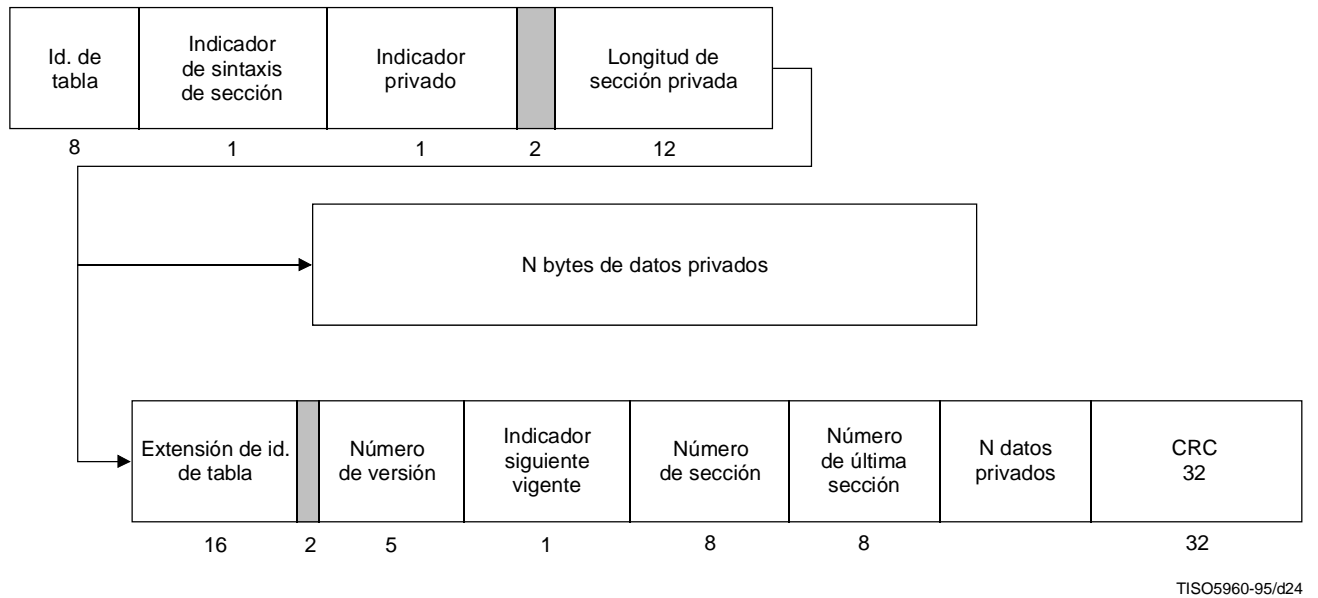 Id. de
tabla
Indicador
de sintaxis
de sección
Indicador
privado
Longitud de
sección privada
8
1
1
2
12
N bytes de datos privados
Extensión de id.
de tabla
Número
de versión
Indicador
siguiente
vigente
Número
de sección
Número
de última
sección
N datos
privados
CRC
32
16
2
5
1
8
8
32
TISO5960-95/d24